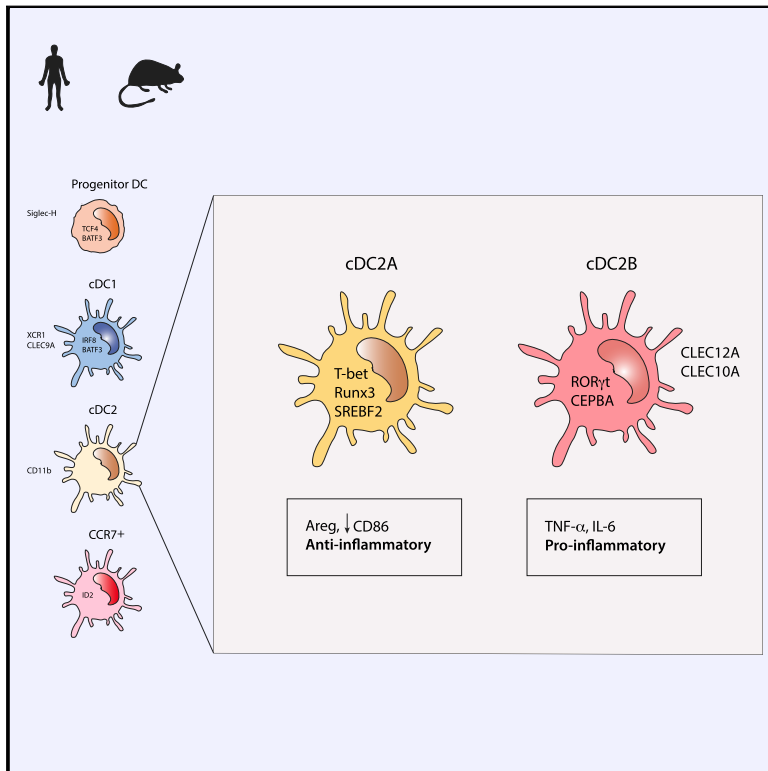 Progenitor DC
Siglec-H
TCF4
BATF3
cDC1
XCR1
CLEC9A
IRF8
BATF3
cDC2
CD11b
CCR7+
ID2
cDC2A
T-bet
Runx3
SREBF2
Areg, ↓CD86
Anti-inflammatory
cDC2B
RORγt
CEPBA
CLEC12A
CLEC10A
TNF-α, IL-6
Pro-inflammatory